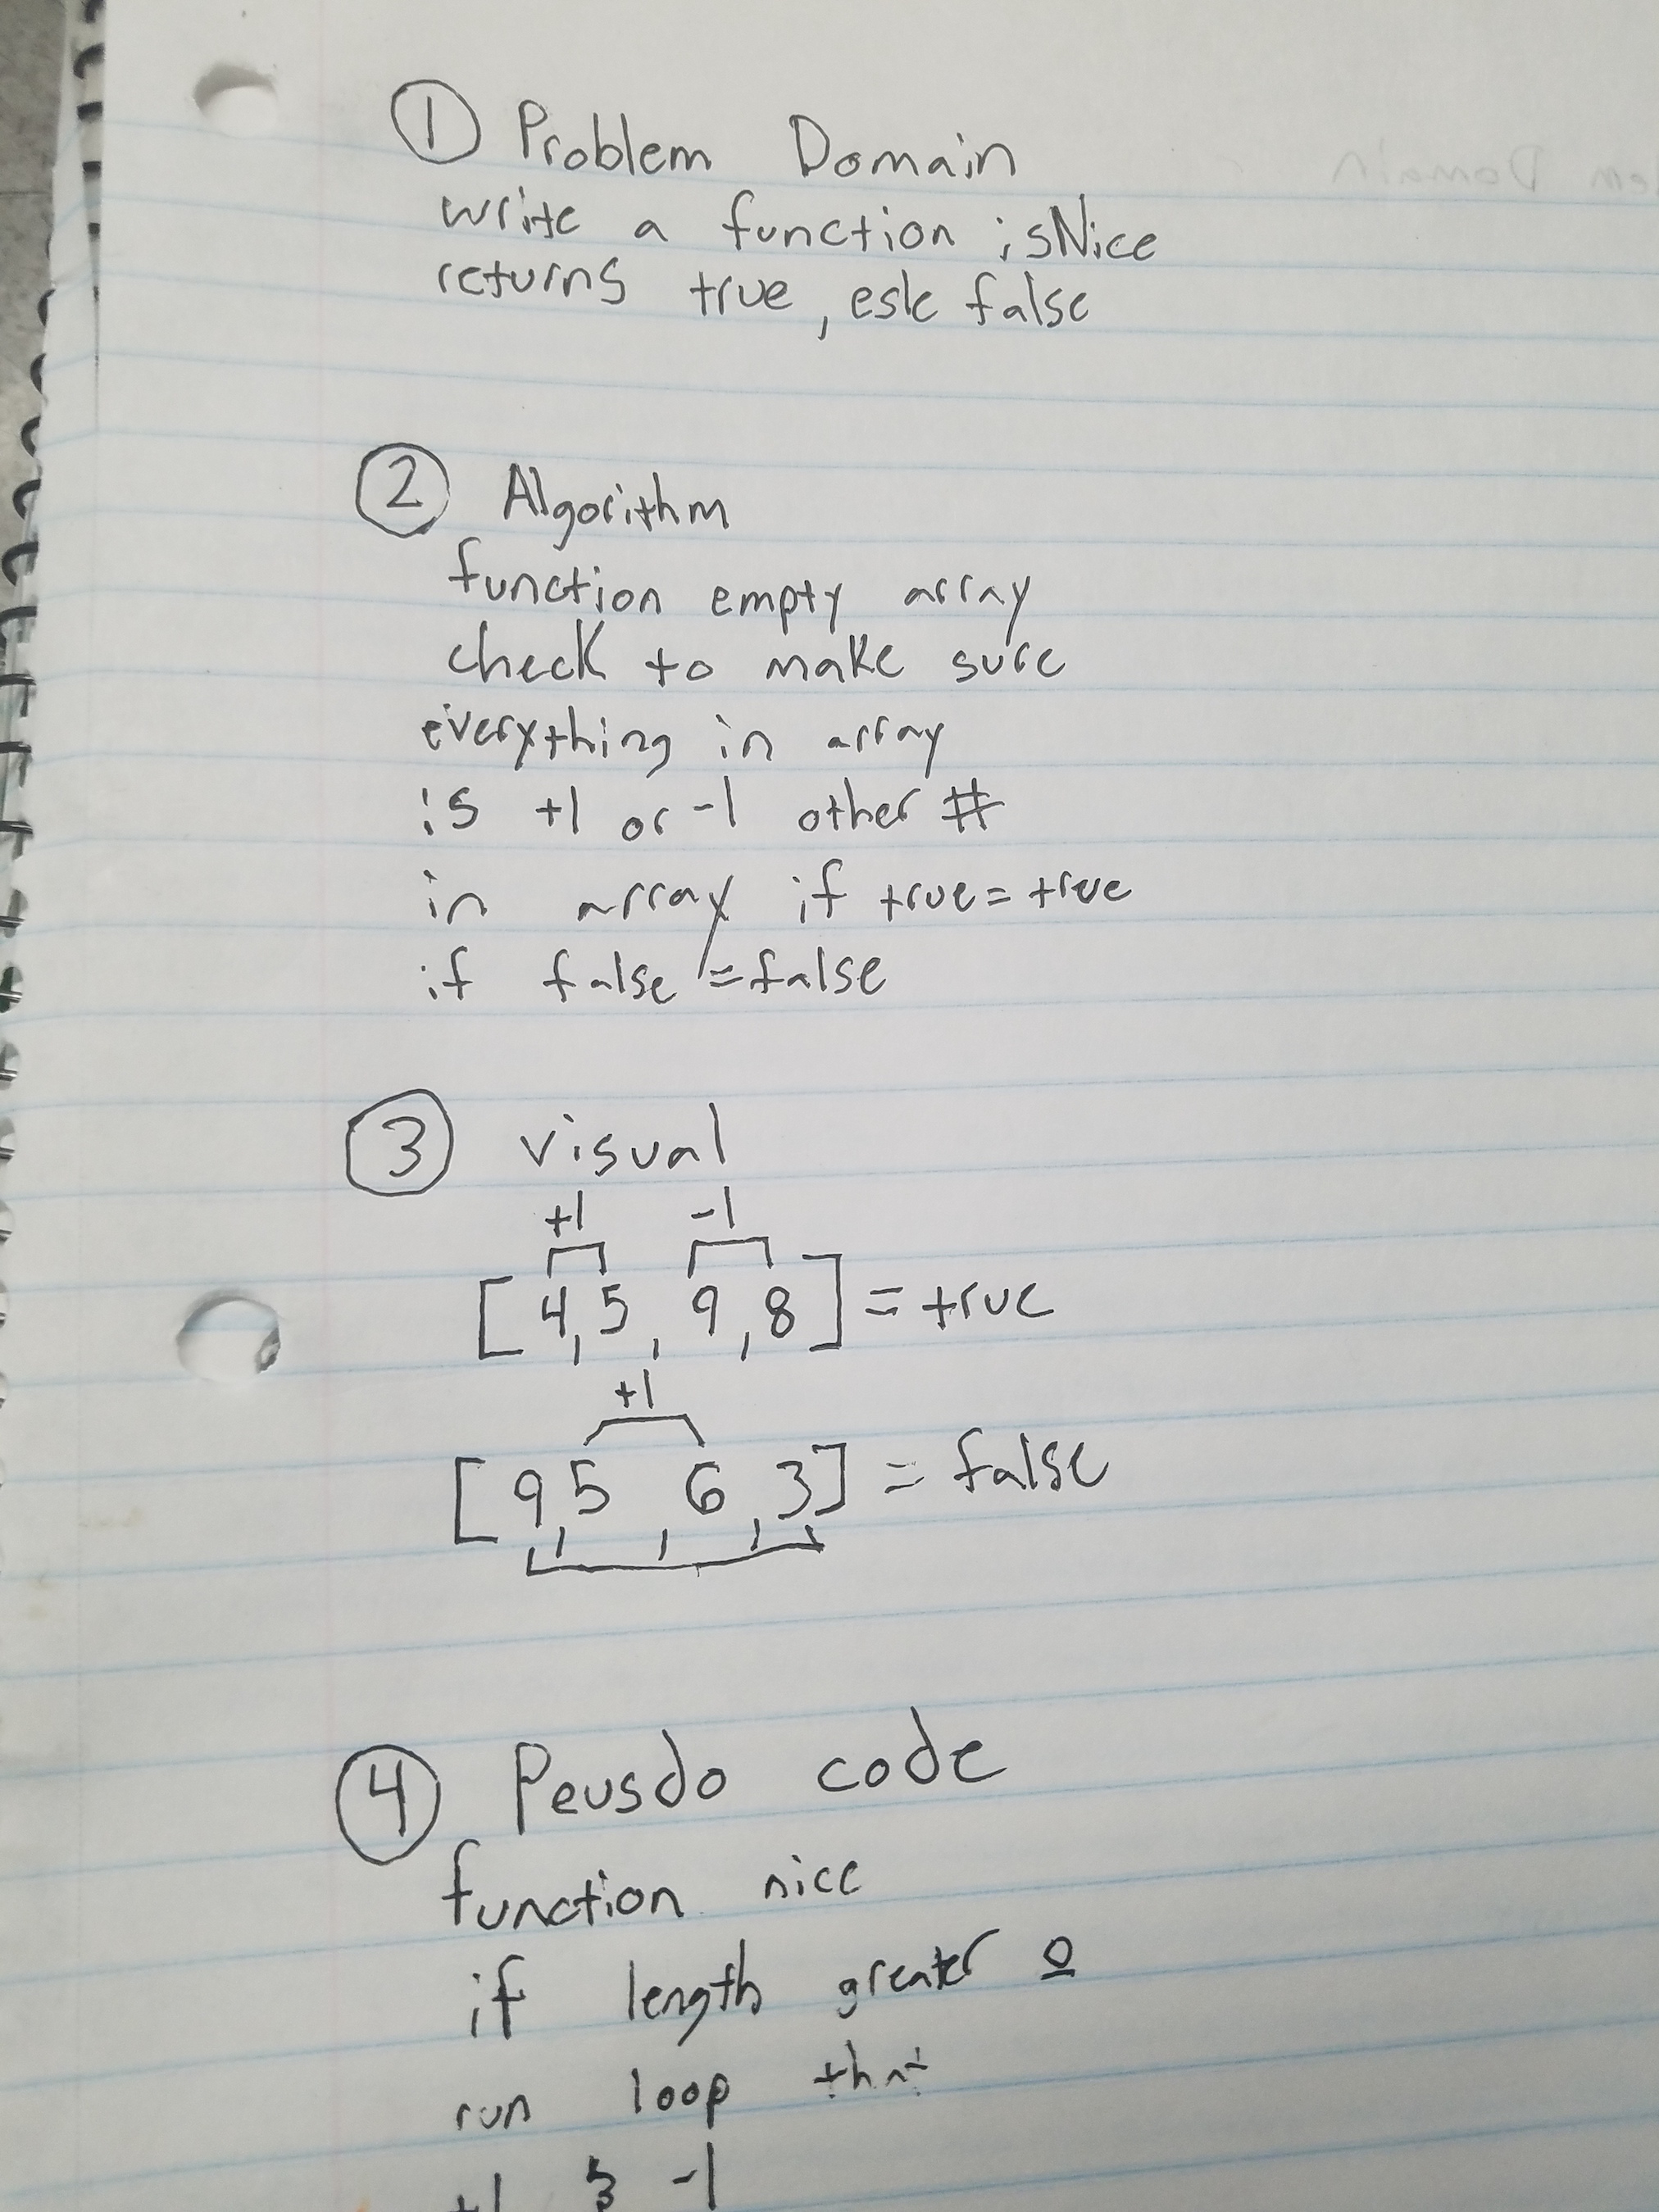 ① Problem Domain
write a function isNice
returns true, esle false
② Algorithm
function empty array
check to make sure
everything in array
is +1 or -1 other #
in array if true = true
if false = false
③ visual
+1 -1
[4,5, 9,8] = true
+1
[9,5, 6,3] = false
④ Peusdo code
function nice
if length greater 0
run loop that
+1 -1